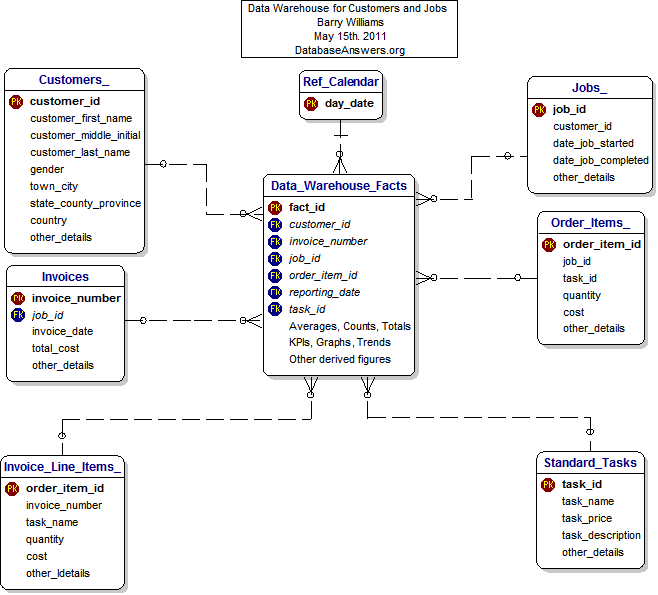 Data Warehouse for Customers and Jobs
Barry Williams
May 15th. 2011
DatabaseAnswers.org
Customers_
PK customer_id
customer_first_name
customer_middle_initial
customer_last_name
gender
town_city
state_county_province
country
other_details
Ref_Calendar
PK day_date
Jobs_
PK job_id
customer_id
date_job_started
date_job_completed
other_details
Data_Warehouse_Facts
PK fact_id
FK customer_id
FK invoice_number
FK job_id
FK order_item_id
FK reporting_date
FK task_id
Averages, Counts, Totals
KPIs, Graphs, Trends
Other derived figures
Order_Items_
PK order_item_id
job_id
task_id
quantity
cost
other_details
Invoices
PK invoice_number
FK job_id
invoice_date
total_cost
other_details
Invoice_Line_Items_
PK order_item_id
invoice_number
task_name
quantity
cost
other_ldetails
Standard_Tasks
PK task_id
task_name
task_price
task_description
other_details